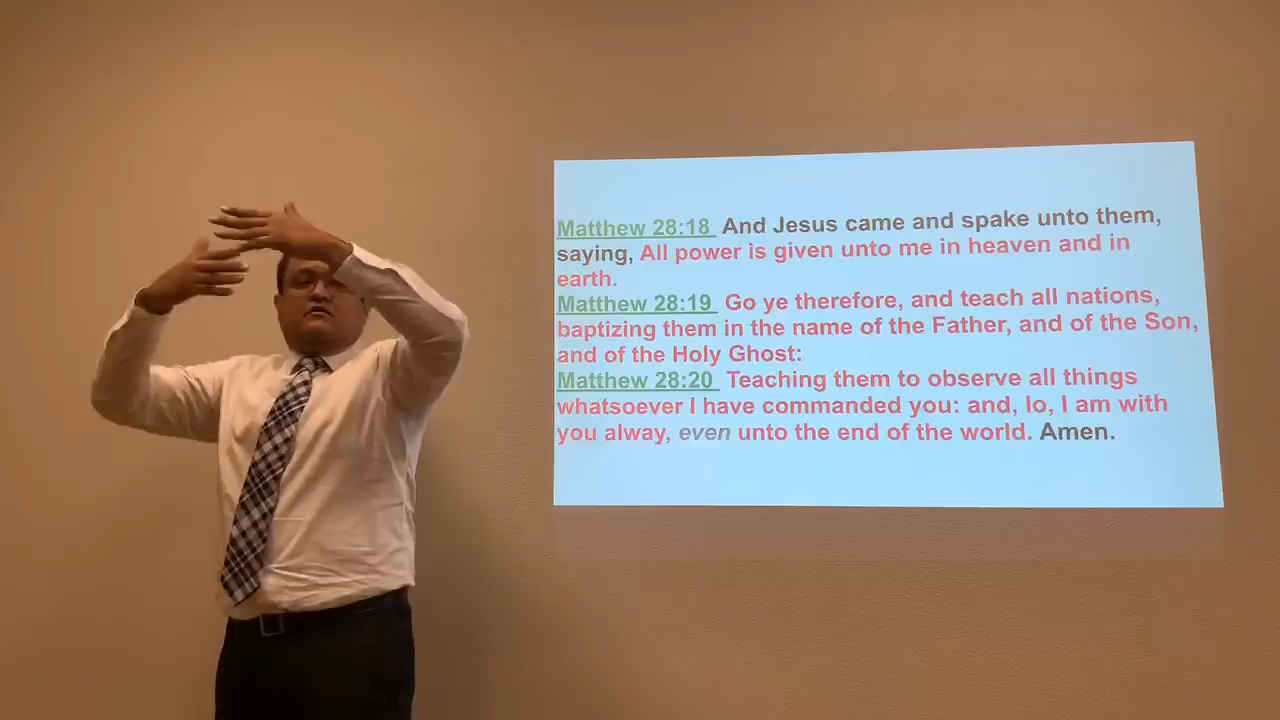 Matthew 28:18 And Jesus came and spake unto them,
saying, All power is given unto me in heaven and in
earth.
Matthew 28:19 Go ye therefore, and teach all nations,
baptizing them in the name of the Father, and of the Son,
and of the Holy Ghost:
Matthew 28:20 Teaching them to observe all things
whatsoever I have commanded you: and, lo, I am with
you alway, even unto the end of the world. Amen.